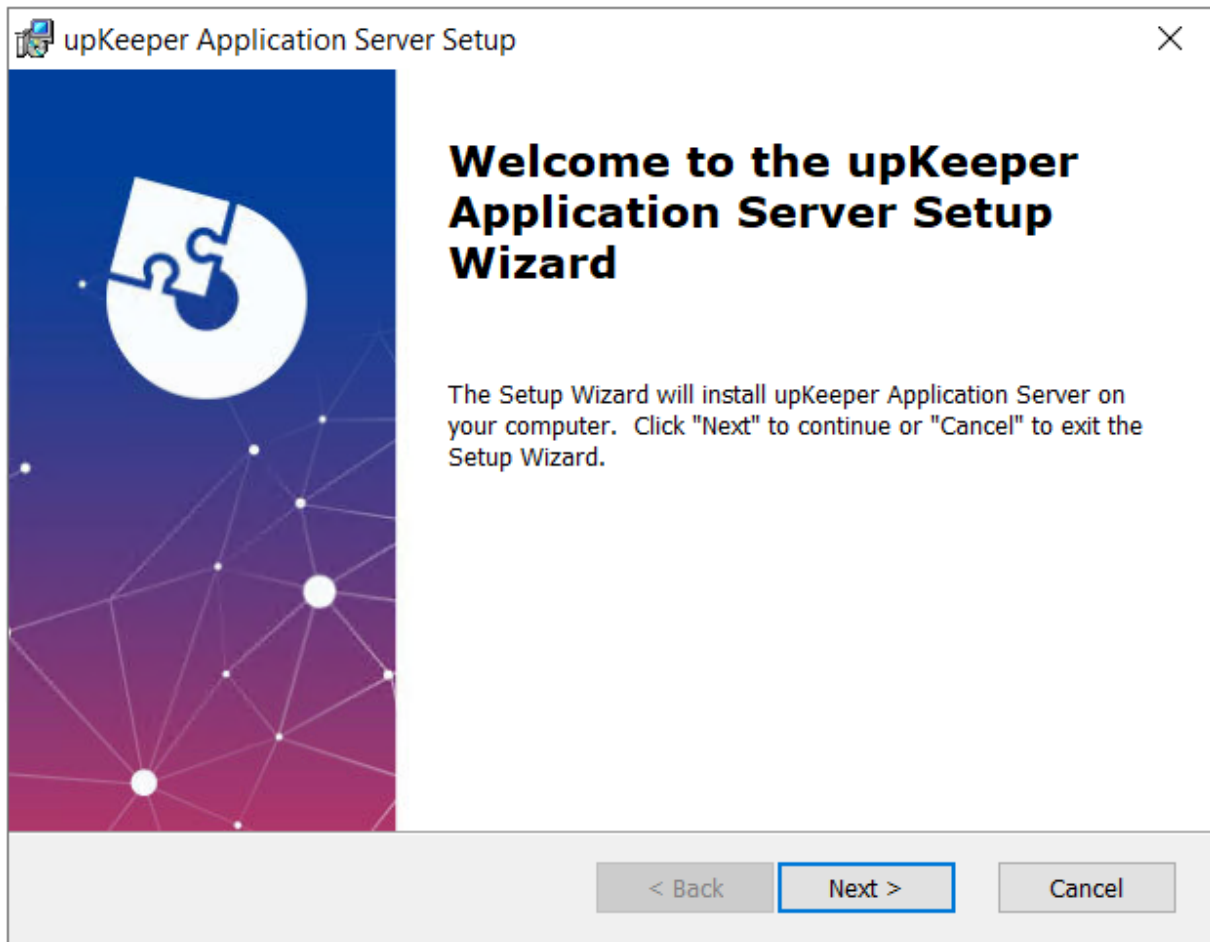 upKeeper Application Server Setup
Welcome to the upKeeper
Application Server Setup
Wizard
The Setup Wizard will install upKeeper Application Server on
your computer.  Click "Next" to continue or "Cancel" to exit the
Setup Wizard.
< Back
Next >
Cancel